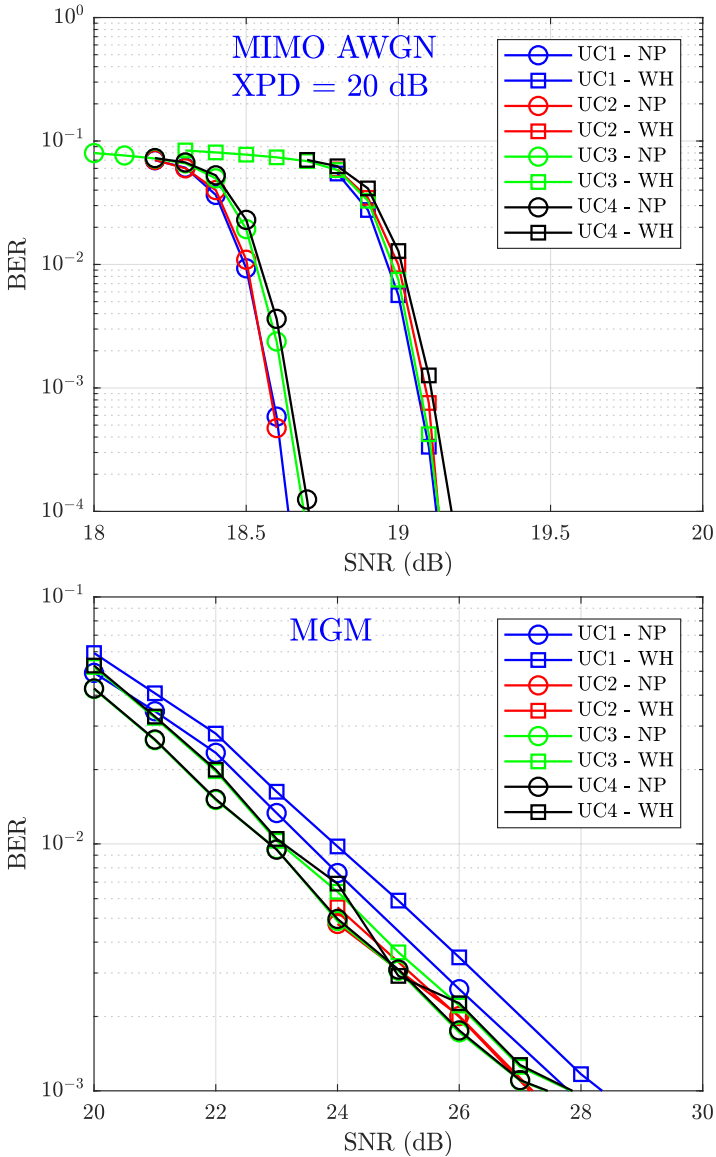 10^0
MIMO AWGN
XPD = 20 dB
UC1 - NP
UC1 - WH
UC2 - NP
UC2 - WH
UC3 - NP
UC3 - WH
UC4 - NP
UC4 - WH
10^-1
10^-2
10^-3
10^-4
BER
18
18.5
19
19.5
20
SNR (dB)
10^-1
MGM
UC1 - NP
UC1 - WH
UC2 - NP
UC2 - WH
UC3 - NP
UC3 - WH
UC4 - NP
UC4 - WH
10^-2
10^-3
BER
20
22
24
26
28
30
SNR (dB)